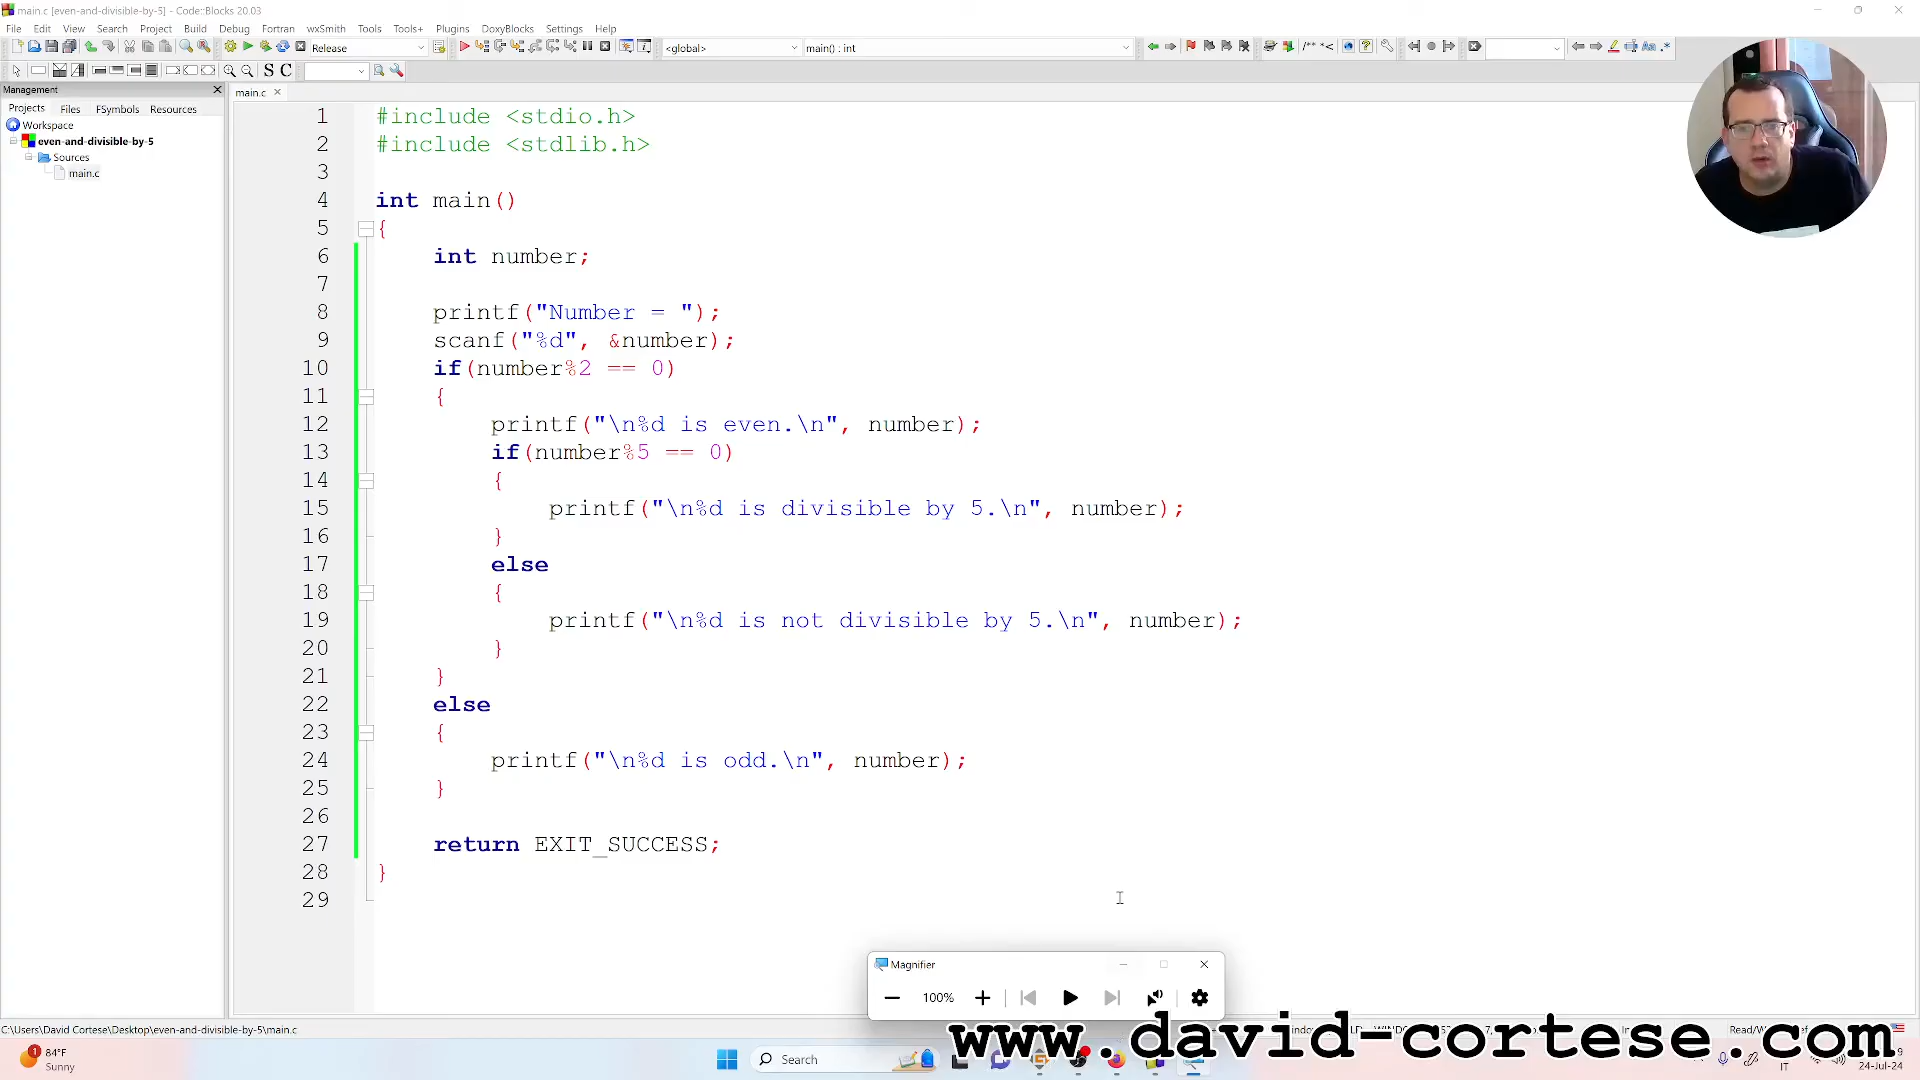 main.c [even-and-divisible-by-5] - Code::Blocks 20.03
File Edit View Search Project Build Debug Fortran wxSmith Tools Tools+ Plugins DoxyBlocks Settings Help
Release
<global>
main() : int
S C
Management
Projects Files FSymbols Resources
Workspace
even-and-divisible-by-5
Sources
main.c
main.c
1 #include <stdio.h>
2 #include <stdlib.h>
3
4 int main()
5 {
6 int number;
7
8 printf("Number = ");
9 scanf("%d", &number);
10 if(number%2 == 0)
11 {
12 printf("\n%d is even.\n", number);
13 if(number%5 == 0)
14 {
15 printf("\n%d is divisible by 5.\n", number);
16 }
17 else
18 {
19 printf("\n%d is not divisible by 5.\n", number);
20 }
21 }
22 else
23 {
24 printf("\n%d is odd.\n", number);
25 }
26
27 return EXIT_SUCCESS;
28 }
29
Magnifier
100%
C:\Users\David Cortese\Desktop\even-and-divisible-by-5\main.c
www.david-cortese.com
1
84°F
Sunny
Search
IT
24-Jul-24